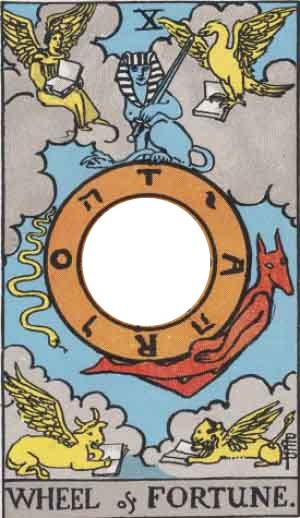 X
T י A ה R ו O ה
WHEEL of FORTUNE.